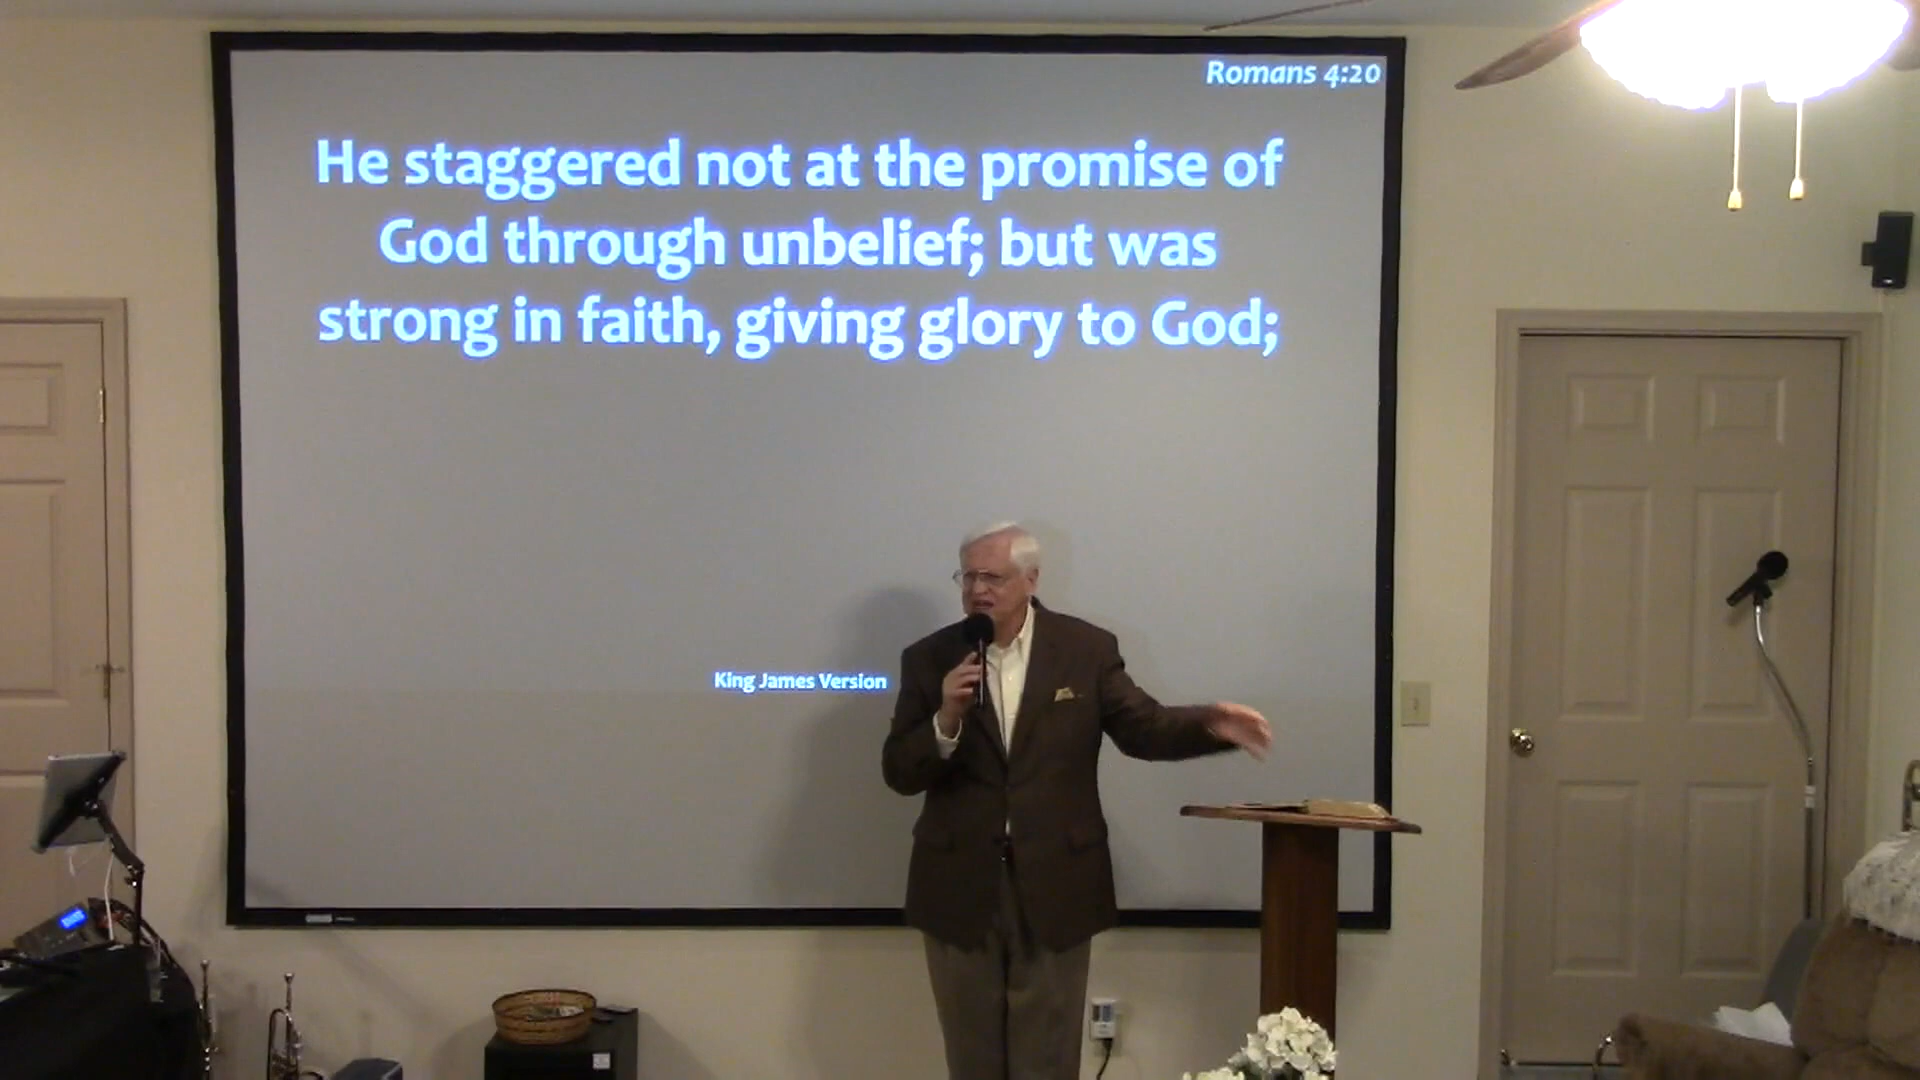 Romans 4:20
He staggered not at the promise of
God through unbelief; but was
strong in faith, giving glory to God;
King James Version